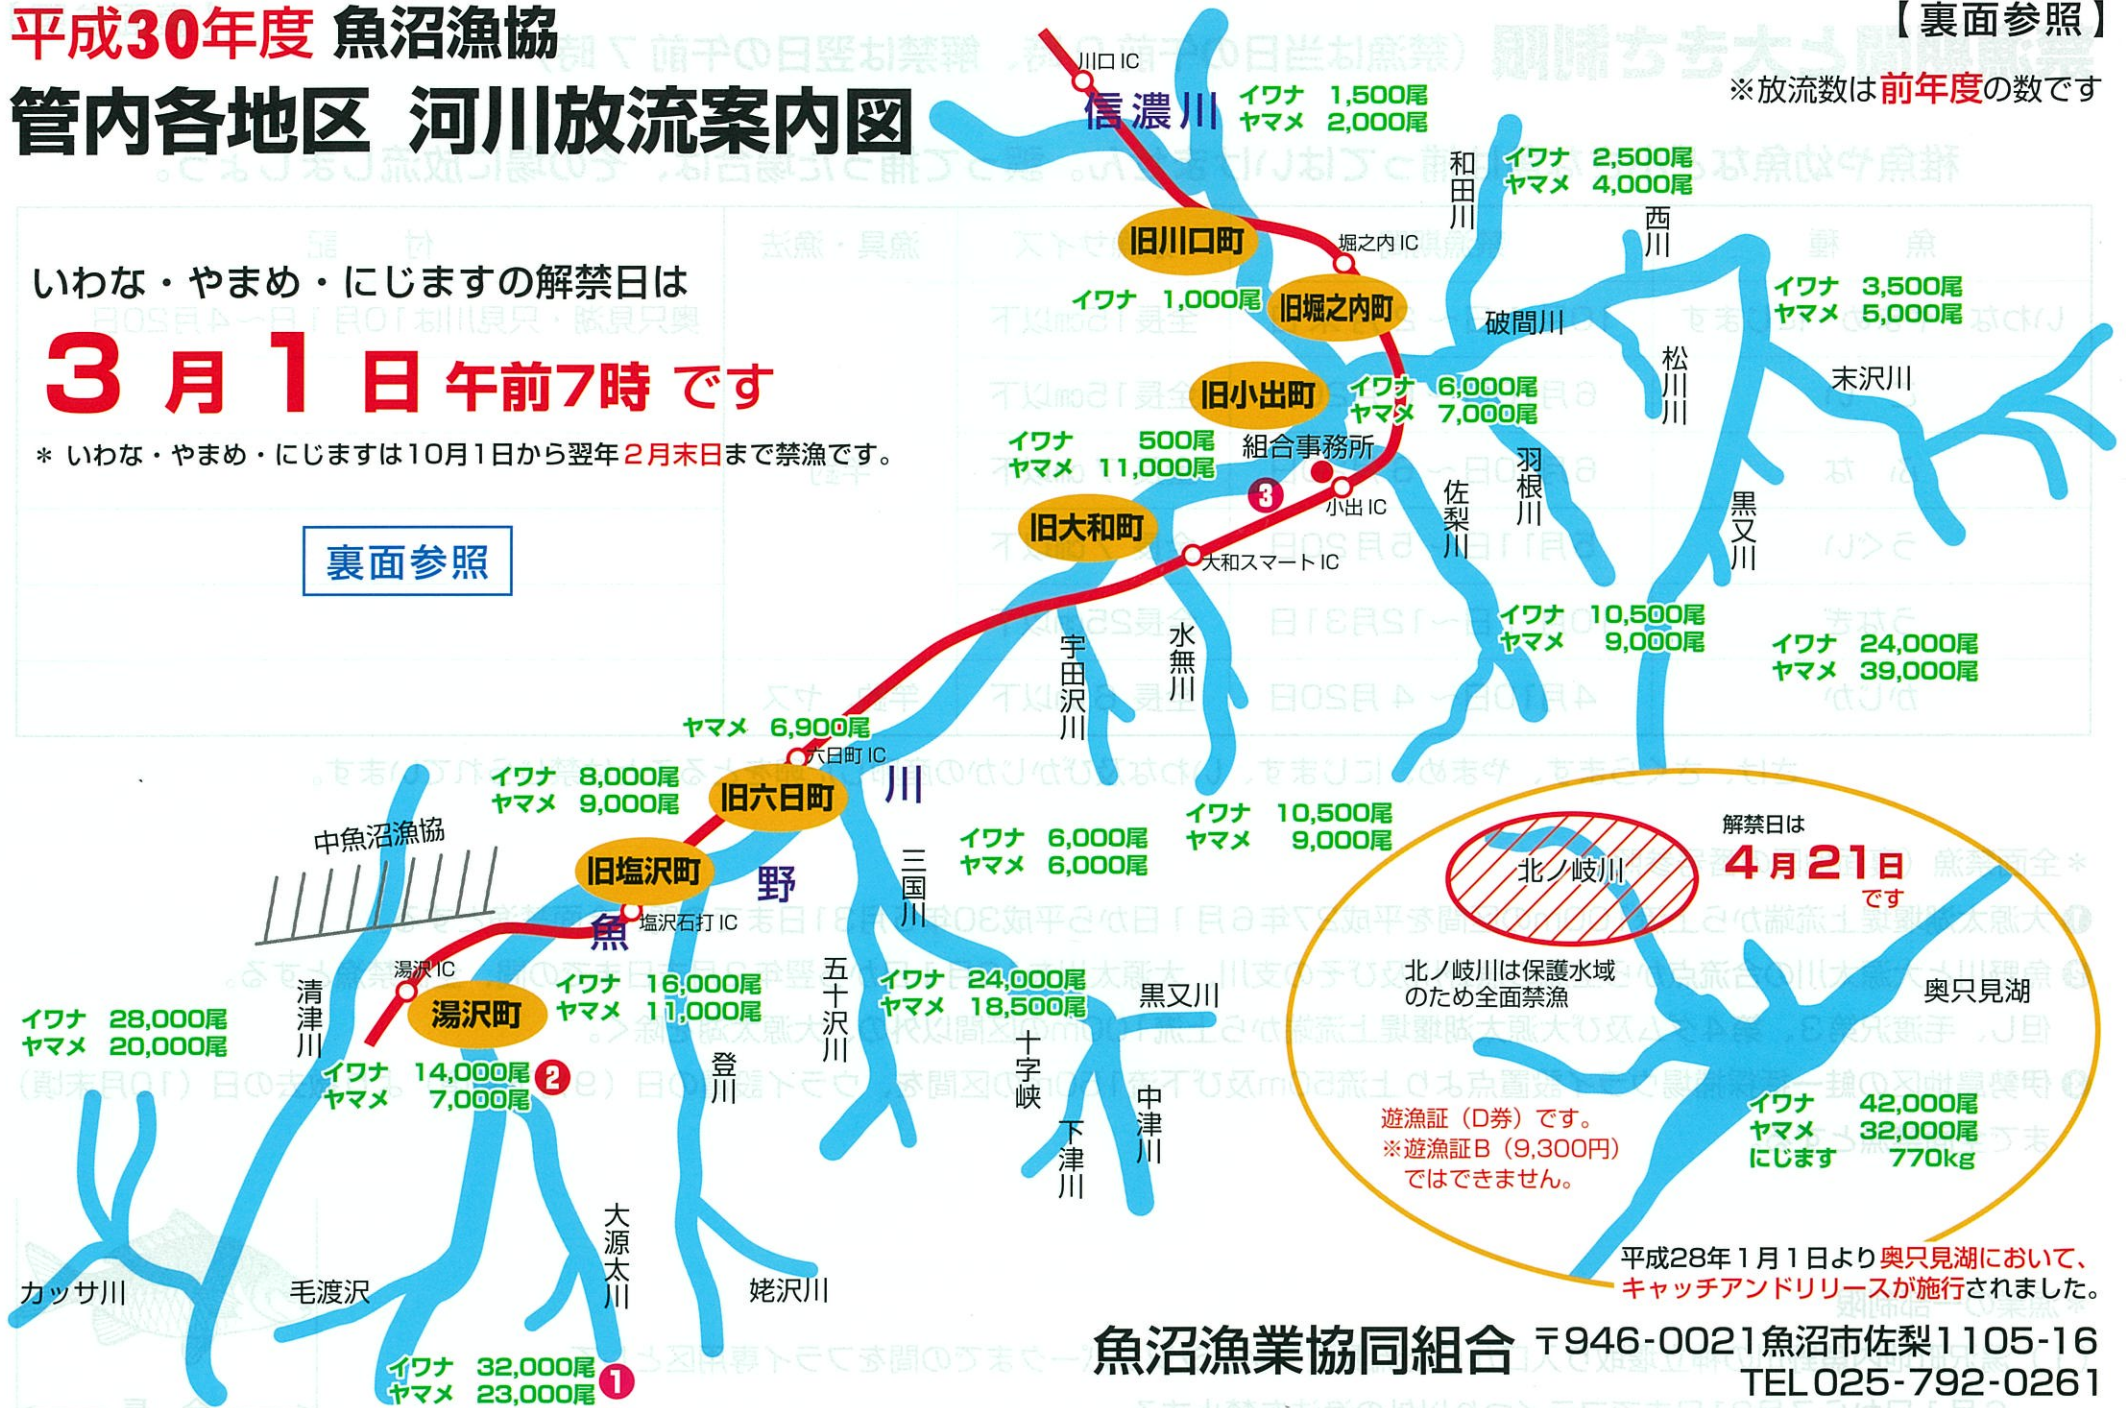 平成30年度 魚沼漁協
管内各地区 河川放流案内図
【裏面参照】
※放流数は前年度の数です
いわな・やまめ・にじますの解禁日は
3月1日午前7時です
＊ いわな・やまめ・にじますは10月1日から翌年2月末日まで禁漁です。
裏面参照
川口IC
信濃川
イワナ 1,500尾
ヤマメ 2,000尾
和田川
イワナ 2,500尾
ヤマメ 4,000尾
西川
旧川口町
堀之内IC
イワナ 1,000尾
旧堀之内町
破間川
イワナ 3,500尾
ヤマメ 5,000尾
松川川
末沢川
旧小出町
イワナ 6,000尾
ヤマメ 7,000尾
イワナ 500尾
ヤマメ 11,000尾
組合事務所
3
小出IC
羽根川
佐梨川
黒又川
旧大和町
大和スマートIC
イワナ 10,500尾
ヤマメ 9,000尾
イワナ 24,000尾
ヤマメ 39,000尾
宇田沢川
水無川
ヤマメ 6,900尾
六日町IC
イワナ 8,000尾
ヤマメ 9,000尾
旧六日町
川
イワナ 10,500尾
ヤマメ 9,000尾
イワナ 6,000尾
ヤマメ 6,000尾
中魚沼漁協
旧塩沢町
野
三国川
魚
塩沢石打IC
湯沢IC
清津川
湯沢町
イワナ 16,000尾
ヤマメ 11,000尾
五十沢川
イワナ 24,000尾
ヤマメ 18,500尾
黒又川
イワナ 28,000尾
ヤマメ 20,000尾
イワナ 14,000尾
ヤマメ 7,000尾
2
登川
十字峡
下津川
中津川
カッサ川
毛渡沢
大源太川
姥沢川
イワナ 32,000尾
ヤマメ 23,000尾
1
北ノ岐川
解禁日は
4月21日
です
北ノ岐川は保護水域
のため全面禁漁
奥只見湖
遊漁証（D券）です。
※遊漁証B（9,300円）
ではできません。
イワナ 42,000尾
ヤマメ 32,000尾
にじます 770kg
平成28年1月1日より奥只見湖において、
キャッチアンドリリースが施行されました。
魚沼漁業協同組合 〒946-0021魚沼市佐梨1105-16
TEL025-792-0261